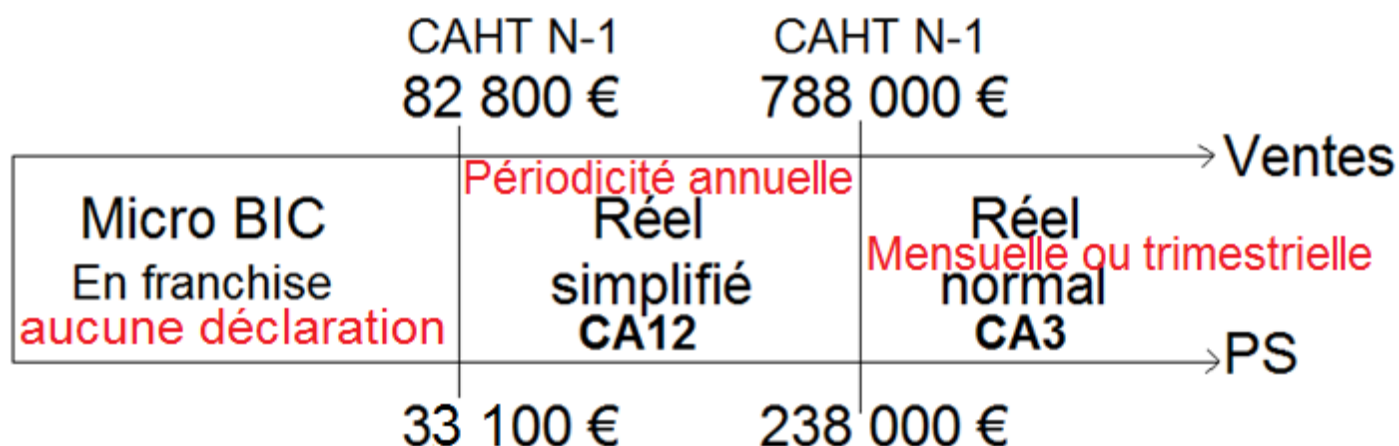 CAHT N-1 CAHT N-1
82 800 € 788 000 €
Ventes
Périodicité annuelle
Micro BIC Réel Réel
Mensuelle ou trimestrielle
En franchise simplifié normal
aucune déclaration CA12 CA3
PS
33 100 € 238 000 €